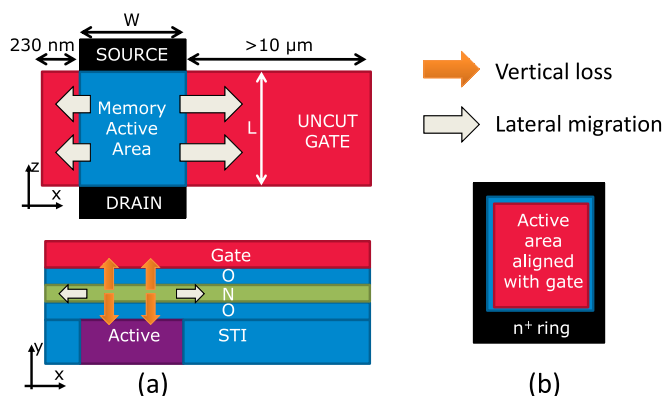 W
230 nm
SOURCE
>10 µm
Memory
Active
Area
L
UNCUT
GATE
z
x
DRAIN
Vertical loss
Lateral migration
Gate
O
N
O
Active
STI
y
x
(a)
Active
area
aligned
with gate
n⁺ ring
(b)